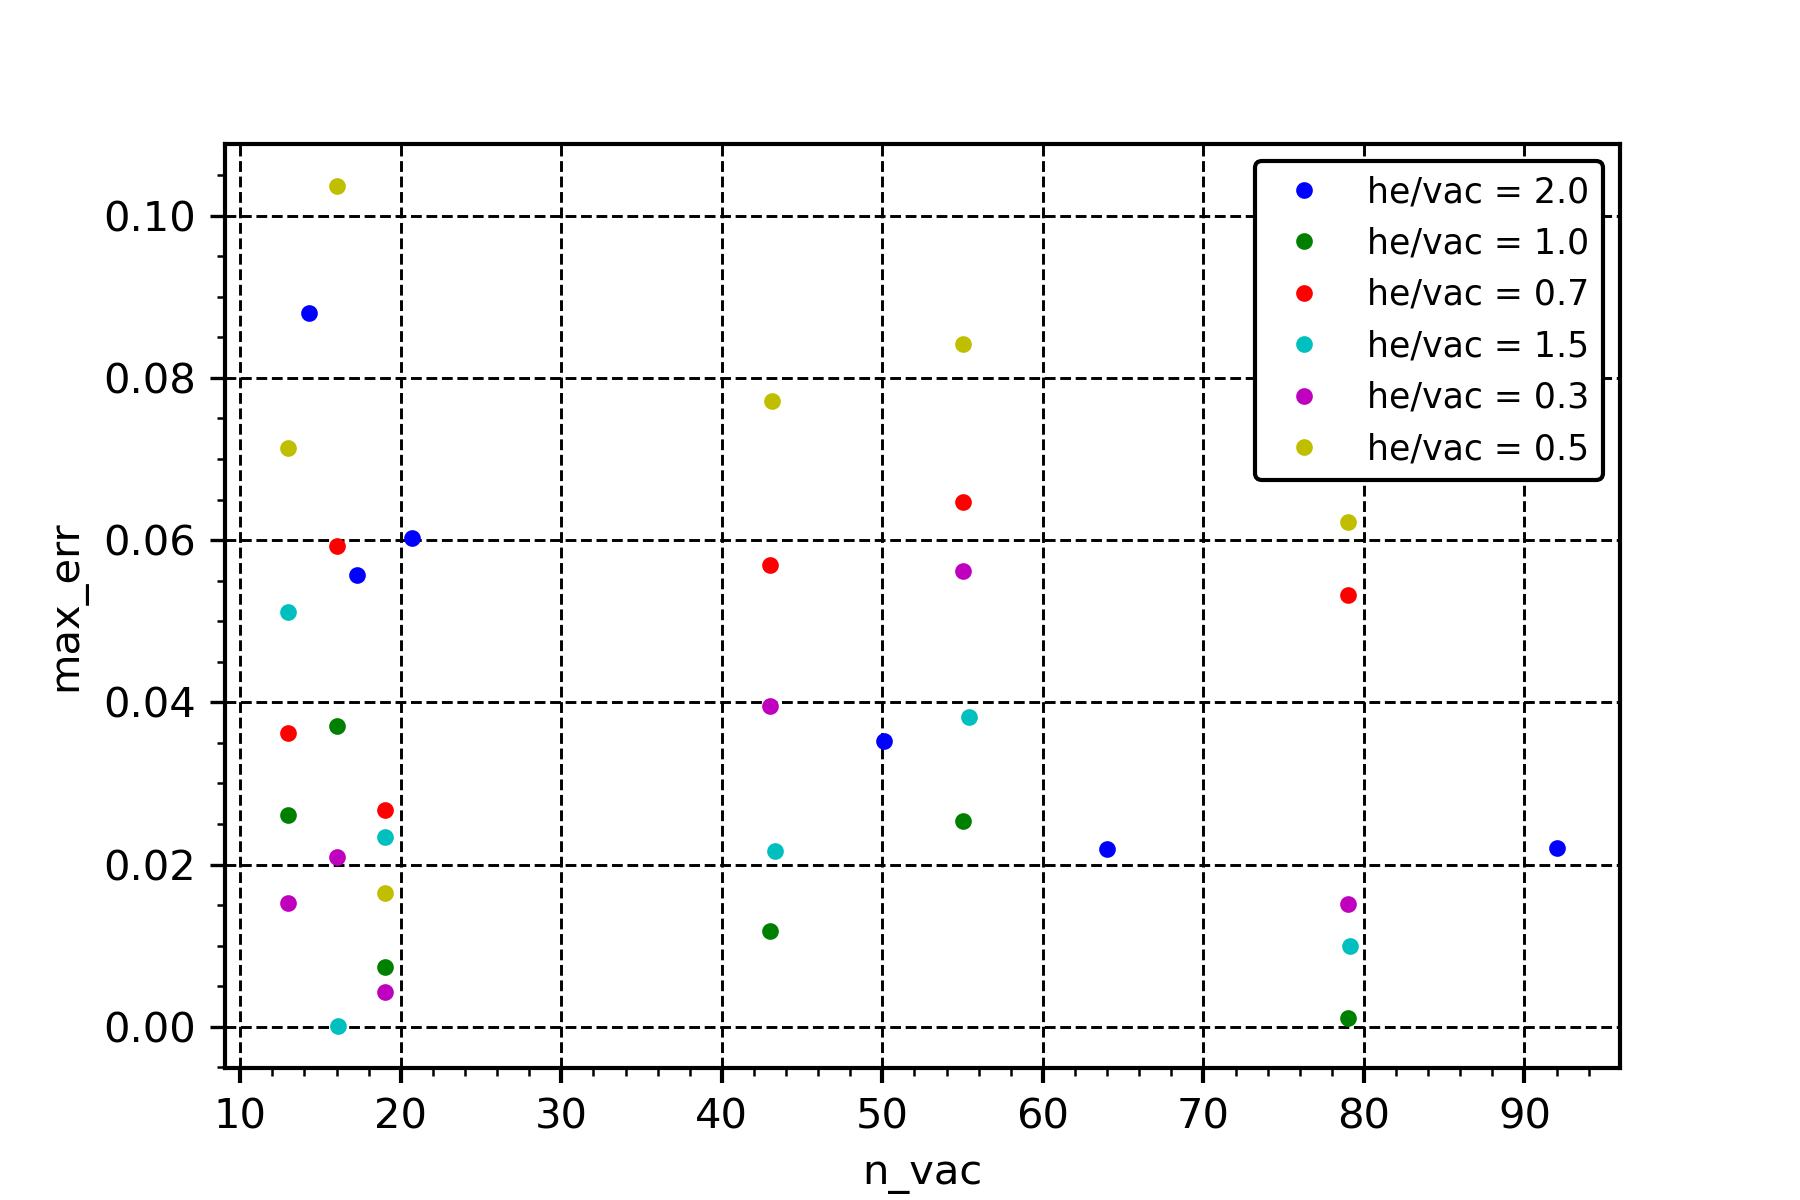 he/vac = 2.0
he/vac = 1.0
he/vac = 0.7
he/vac = 1.5
he/vac = 0.3
he/vac = 0.5
max_err
0.10
0.08
0.06
0.04
0.02
0.00
10 20 30 40 50 60 70 80 90
n_vac